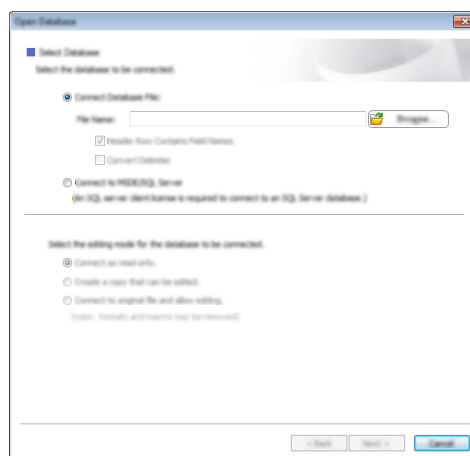 Open Database
Select Database
Select the database to be connected:
Connect Database File:
File Name:
Browse...
Header Row Contains Field Names
Convert Delimiter
Connect to MSDE/SQL Server
(An SQL server client license is required to connect to an SQL Server database.)
Select the editing mode for the database to be connected.
Connect as read-only.
Create a copy that can be edited.
Connect to original file and allow editing.
(note: formats and macros may be removed)
< Back
Next >
Cancel